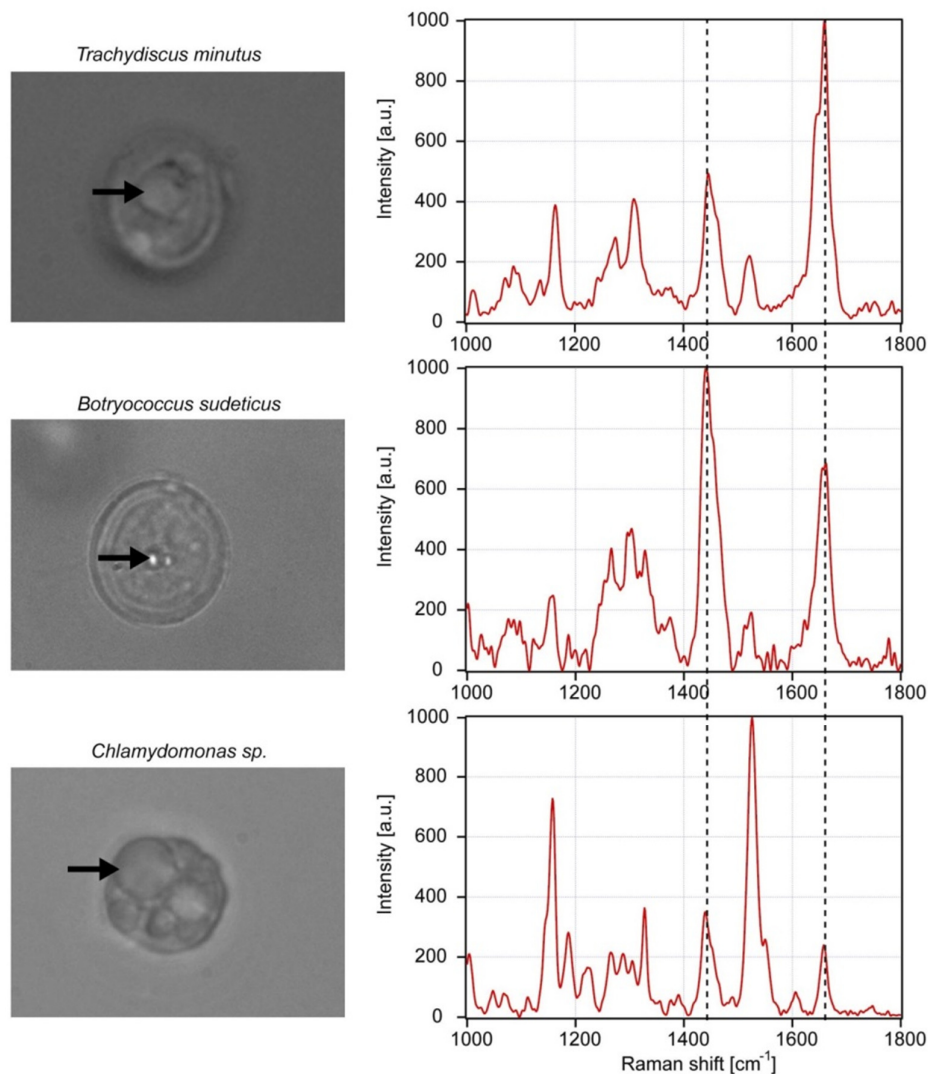 Trachydiscus minutus
Intensity [a.u.]
1000
800
600
400
200
0
1000 1200 1400 1600 1800
Botryococcus sudeticus
Intensity [a.u.]
1000
800
600
400
200
0
1000 1200 1400 1600 1800
Chlamydomonas sp.
Intensity [a.u.]
1000
800
600
400
200
0
1000 1200 1400 1600 1800
Raman shift [cm⁻¹]